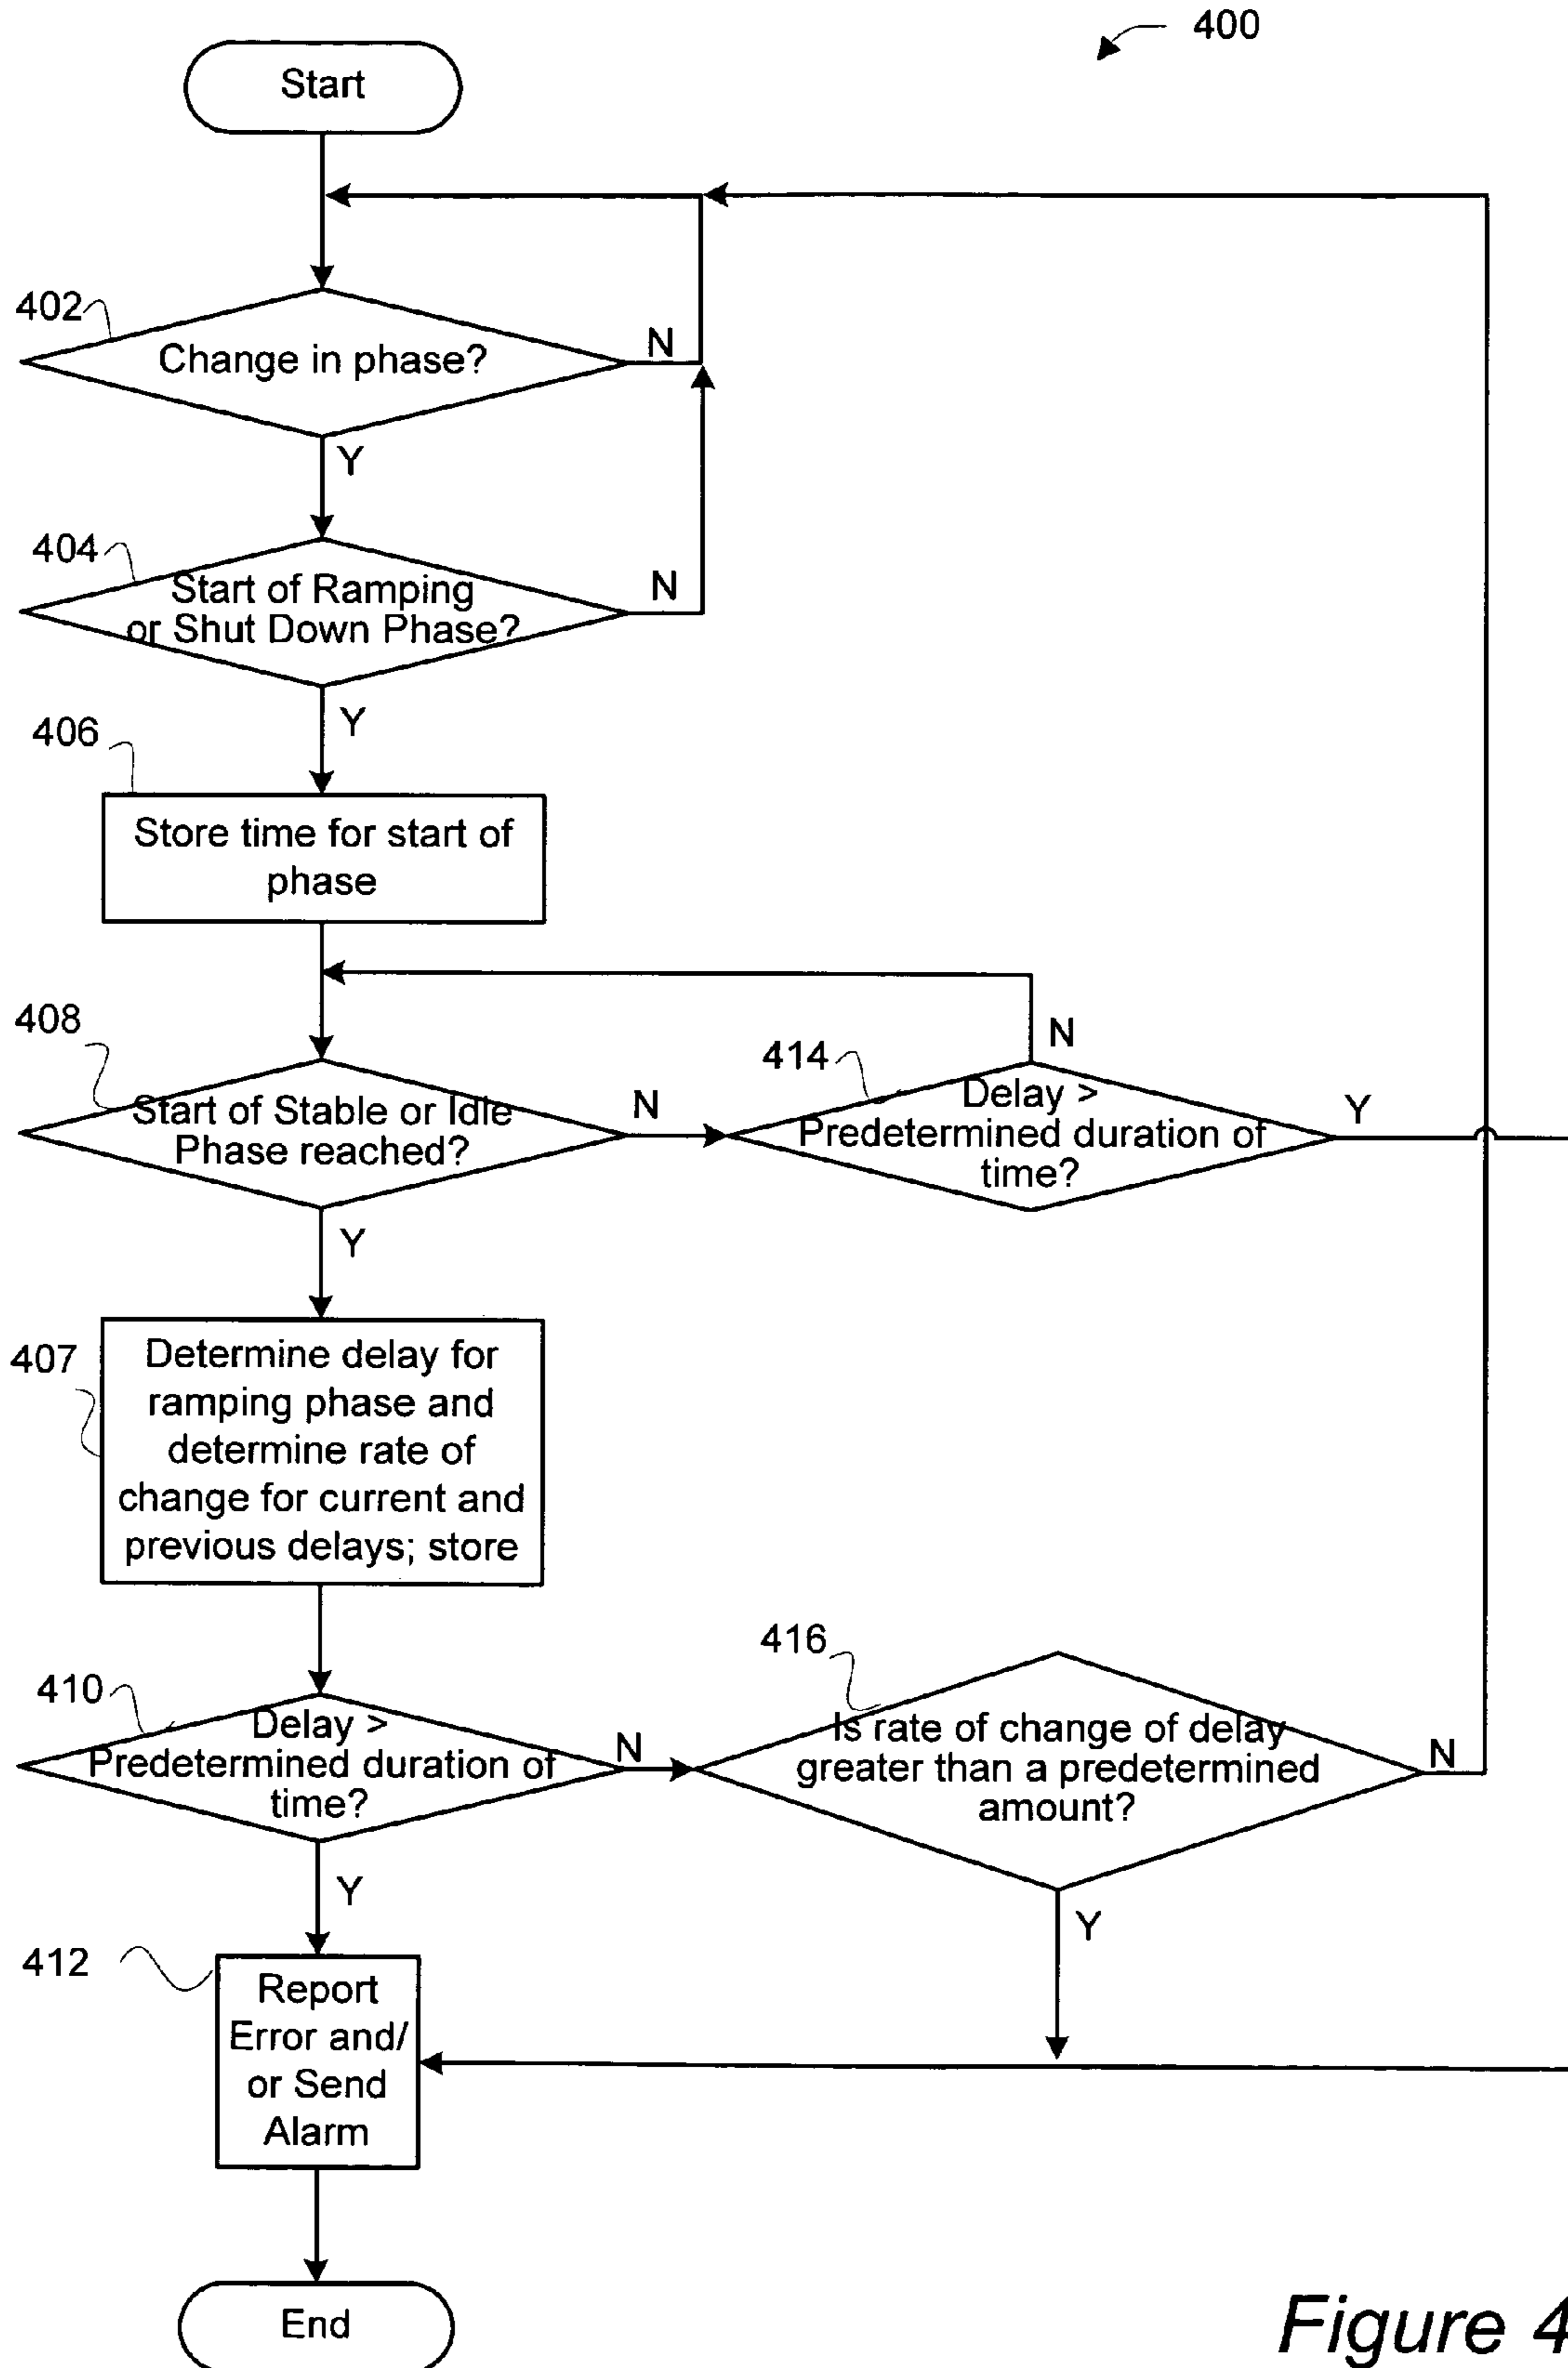 400
Start
402
Change in phase?
N
Y
404
Start of Ramping
or Shut Down Phase?
N
Y
406
Store time for start of
phase
408
Start of Stable or Idle
Phase reached?
N
414
Delay >
Predetermined duration of
time?
N
Y
Y
407
Determine delay for
ramping phase and
determine rate of
change for current and
previous delays; store
410
Delay >
Predetermined duration of
time?
N
416
Is rate of change of delay
greater than a predetermined
amount?
N
Y
Y
412
Report
Error and/
or Send
Alarm
End
Figure 4